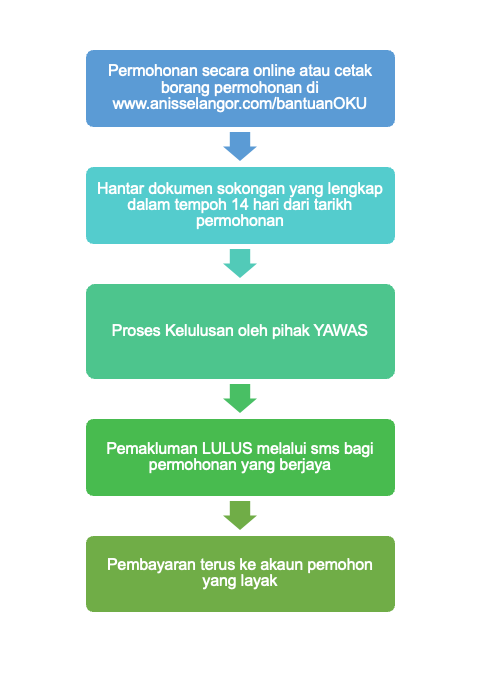 Permohonan secara online atau cetak
borang permohonan di
www.anisselangor.com/bantuanOKU
Hantar dokumen sokongan yang lengkap
dalam tempoh 14 hari dari tarikh
permohonan
Proses Kelulusan oleh pihak YAWAS
Pemakluman LULUS melalui sms bagi
permohonan yang berjaya
Pembayaran terus ke akaun pemohon
yang layak